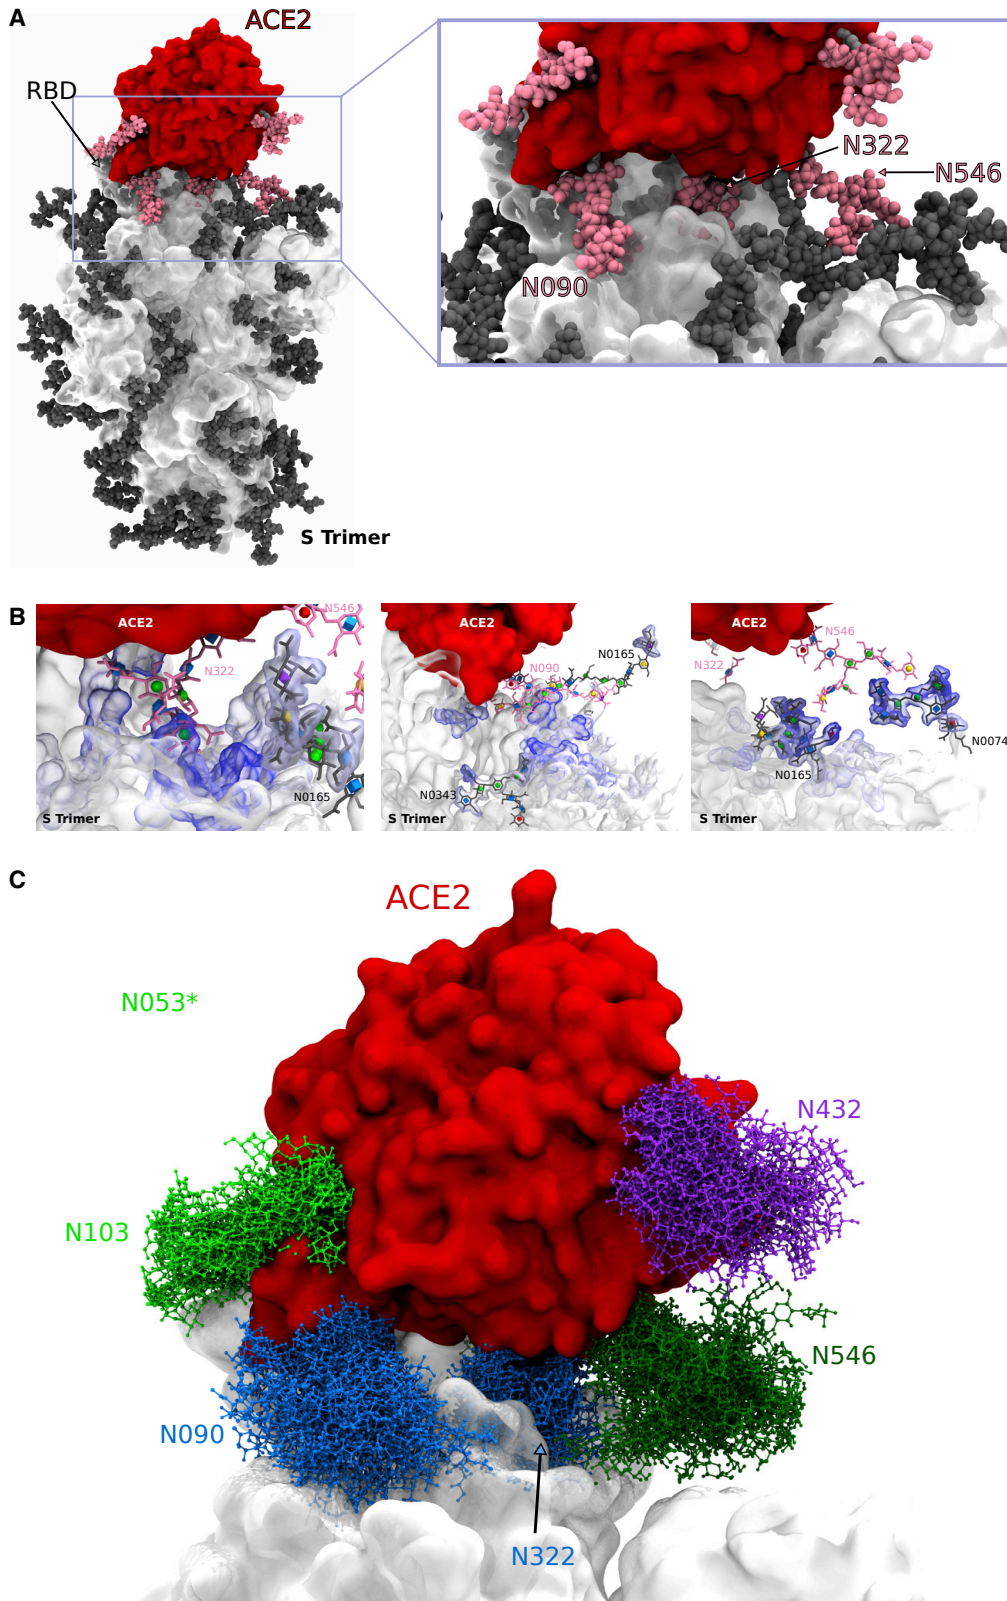 A
ACE2
RBD
N322
N546
N090
S Trimer
B
ACE2
N546
N322
N0165
S Trimer
ACE2
N090
N0165
N0343
S Trimer
ACE2
N546
N322
N0074
N0165
S Trimer
C
ACE2
N053*
N432
N103
N546
N090
N322